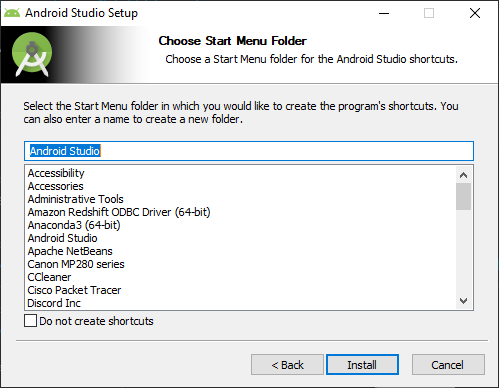 Android Studio Setup
Choose Start Menu Folder
Choose a Start Menu folder for the Android Studio shortcuts.
Select the Start Menu folder in which you would like to create the program's shortcuts. You
can also enter a name to create a new folder.
Android Studio
Accessibility
Accessories
Administrative Tools
Amazon Redshift ODBC Driver (64-bit)
Anaconda3 (64-bit)
Android Studio
Apache NetBeans
Canon MP280 series
CCleaner
Cisco Packet Tracer
Discord Inc
Do not create shortcuts
< Back Install Cancel